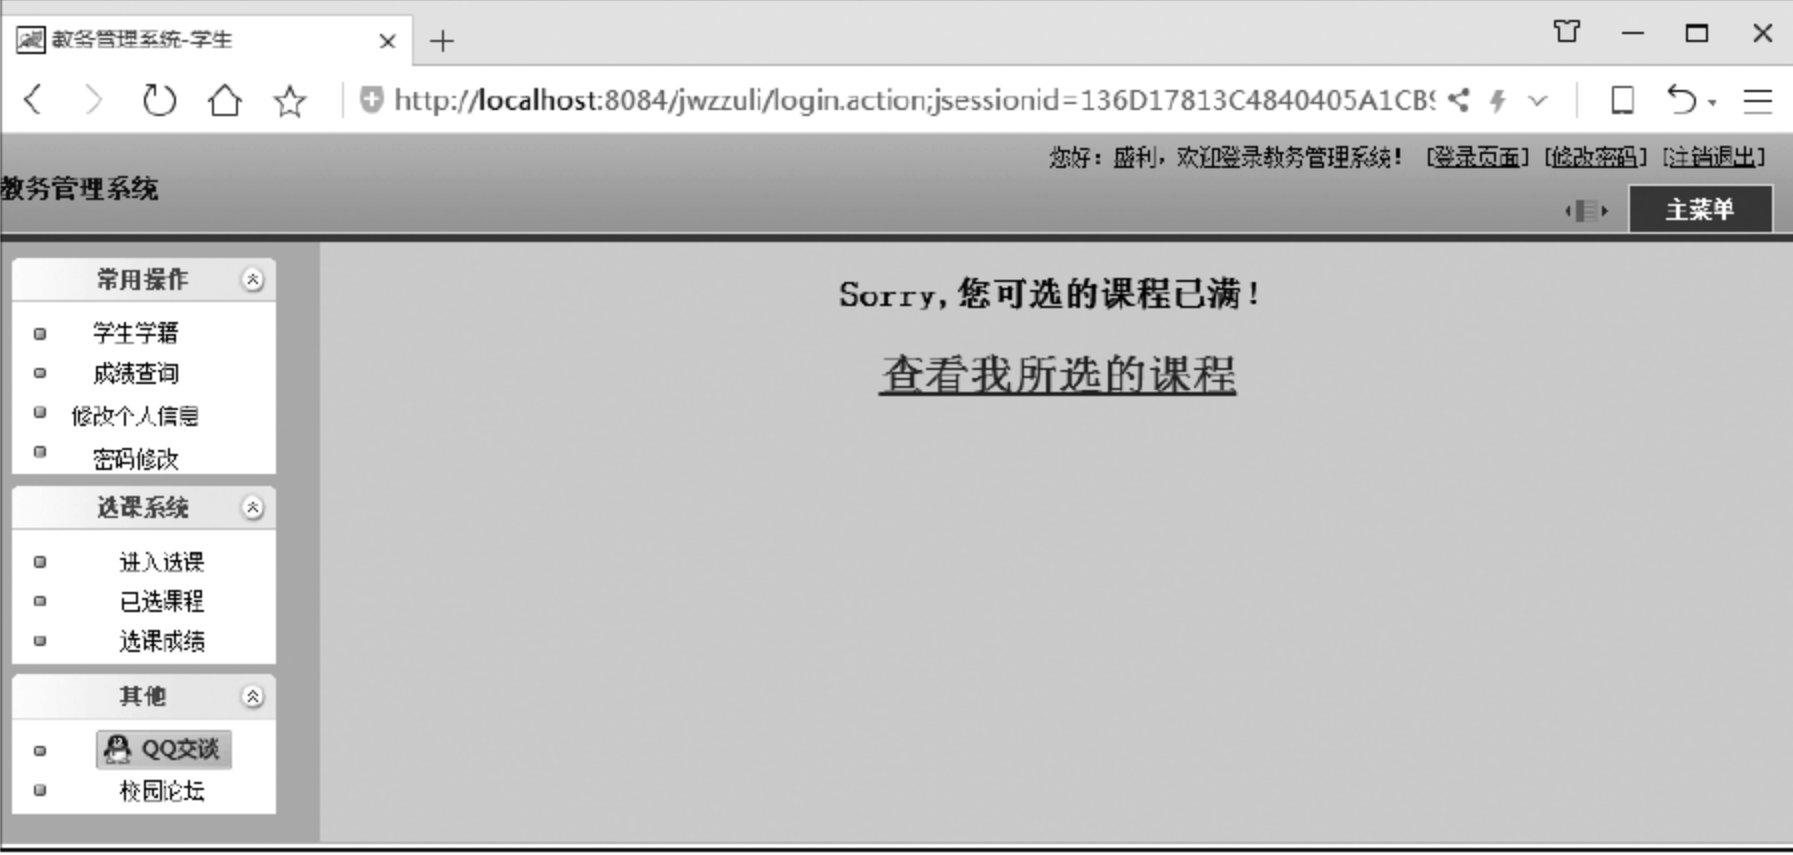 教务管理系统-学生
http://localhost:8084/jwzzuli/login.action;jsessionid=136D17813C4840405A1CB9
您好：盛利，欢迎登录教务管理系统！ [登录页面] [修改密码] [注销退出]
教务管理系统
主菜单
常用操作
学生学籍
成绩查询
修改个人信息
密码修改
选课系统
进入选课
已选课程
选课成绩
其他
QQ交谈
校园论坛
Sorry,您可选的课程已满！
查看我所选的课程